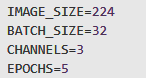 IMAGE_SIZE=224
BATCH_SIZE=32
CHANNELS=3
EPOCHS=5